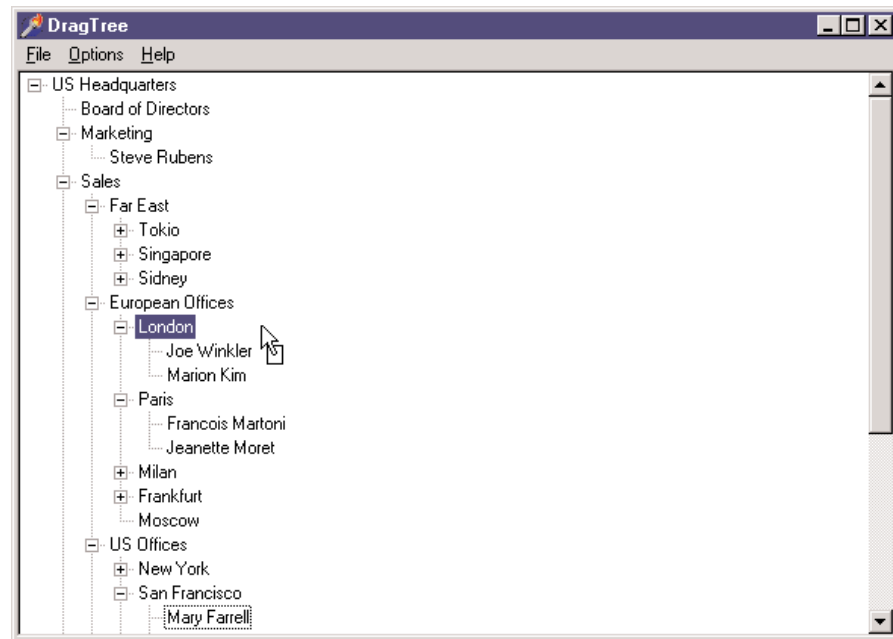 DragTree
File Options Help
US Headquarters
Board of Directors
Marketing
Steve Rubens
Sales
Far East
Tokio
Singapore
Sidney
European Offices
London
Joe Winkler
Marion Kim
Paris
Francois Martoni
Jeanette Moret
Milan
Frankfurt
Moscow
US Offices
New York
San Francisco
Mary Farrell